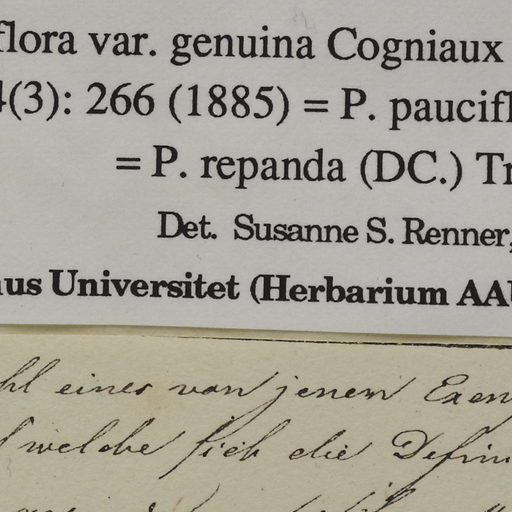 flora var. genuina Cogniaux
4(3): 266 (1885) = P. paucifl
= P. repanda (DC.) Tr
Det. Susanne S. Renner,
us Universitet (Herbarium AAU
hl eines von jenen Exem
welche sich die Defin